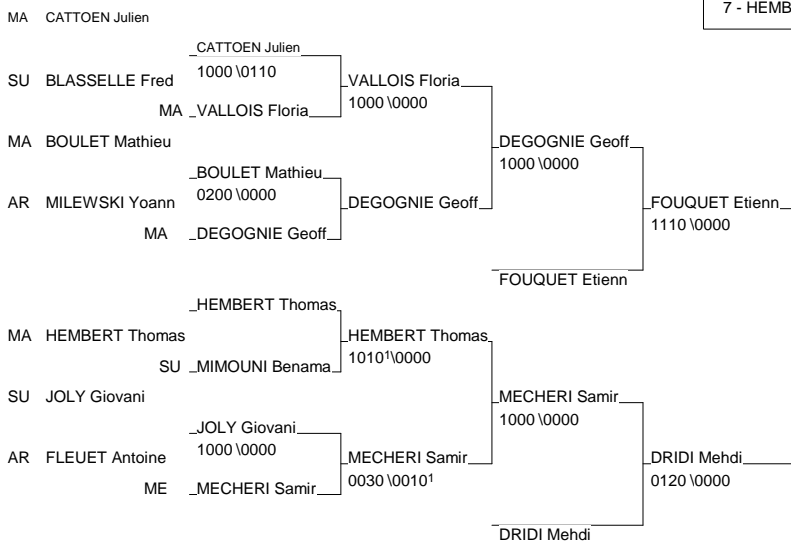 7 - HEMB
MA CATTOEN Julien
CATTOEN Julien
1000 \0110
SU BLASSELLE Fred
VALLOIS Floria
1000 \0000
MA VALLOIS Floria
MA BOULET Mathieu
DEGOGNIE Geoff
1000 \0000
BOULET Mathieu
0200 \0000
AR MILEWSKI Yoann
DEGOGNIE Geoff
FOUQUET Etienn
1110 \0000
MA DEGOGNIE Geoff
FOUQUET Etienn
HEMBERT Thomas
MA HEMBERT Thomas
HEMBERT Thomas
1010¹\0000
SU MIMOUNI Benama
SU JOLY Giovani
MECHERI Samir
1000 \0000
JOLY Giovani
1000 \0000
AR FLEUET Antoine
MECHERI Samir
0030 \0010¹
DRIDI Mehdi
0120 \0000
ME MECHERI Samir
DRIDI Mehdi